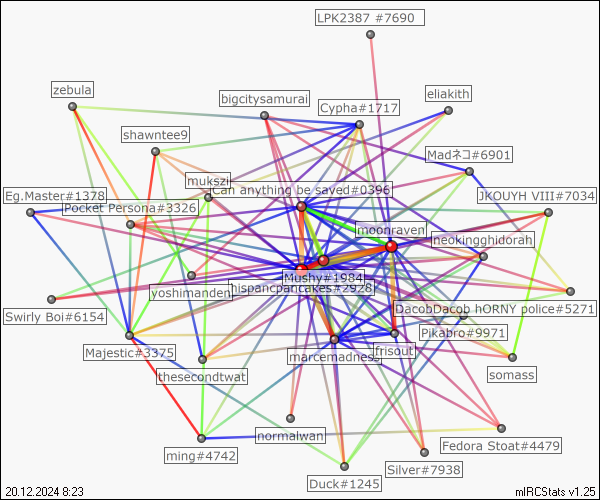 LPK2387 #7690
zebula
eliakith
bigcitysamurai
Cypha#1717
shawntee9
Madネコ#6901
mukszi
Can anything be saved#0396
Eg.Master#1378
JKOUYH VIII#7034
Pocket Persona#3326
moonraven
neokingghidorah
Mushy#1984
hispancpancakes#2928
yoshimanden
Swirly Boi#6154
DacobDacob hORNY police#5271
Pikabro#9971
Majestic#3375
marcemadness
frisout
somass
thesecondtwat
normalwan
Fedora Stoat#4479
ming#4742
Silver#7938
Duck#1245
20.12.2024 8:23
mIRCStats v1.25